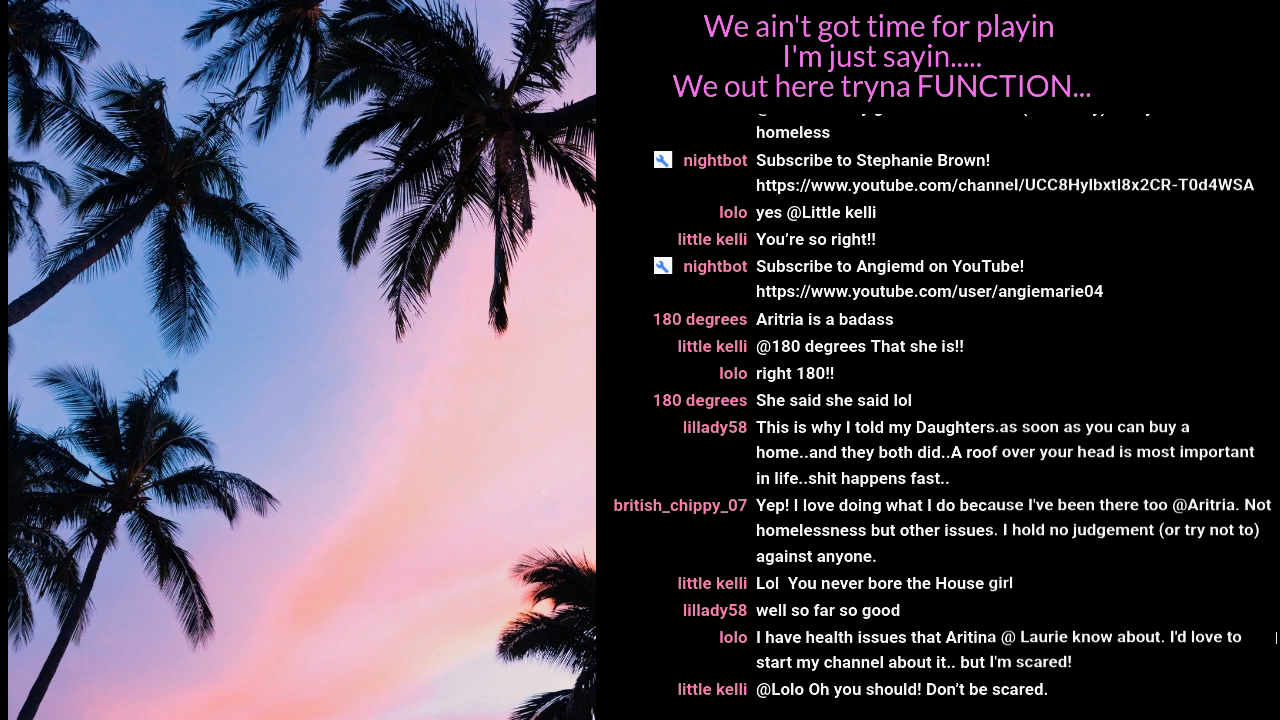 We ain't got time for playin
I'm just sayin.....
We out here tryna FUNCTION...
homeless
nightbot Subscribe to Stephanie Brown!
https://www.youtube.com/channel/UCC8Hylbxtl8x2CR-T0d4WSA
lolo yes @Little kelli
little kelli You’re so right!!
nightbot Subscribe to Angiemd on YouTube!
https://www.youtube.com/user/angiemarie04
180 degrees Aritria is a badass
little kelli @180 degrees That she is!!
lolo right 180!!
180 degrees She said she said lol
lillady58 This is why I told my Daughters.as soon as you can buy a
home..and they both did..A roof over your head is most important
in life..shit happens fast..
british_chippy_07 Yep! I love doing what I do because I've been there too @Aritria. Not
homelessness but other issues. I hold no judgement (or try not to)
against anyone.
little kelli Lol  You never bore the House girl
lillady58 well so far so good
lolo I have health issues that Aritina @ Laurie know about. I'd love to
start my channel about it.. but I'm scared!
little kelli @Lolo Oh you should! Don’t be scared.